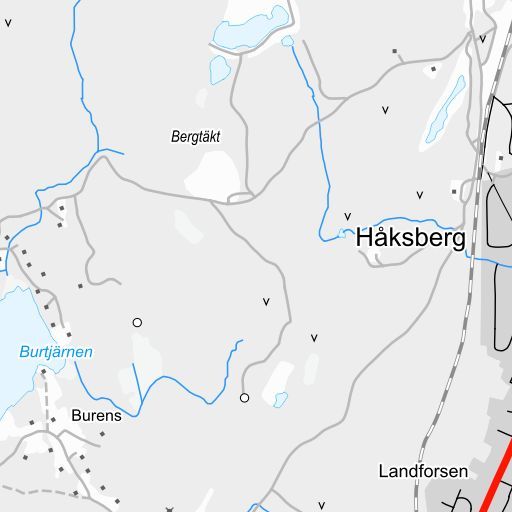 Bergtäkt
Håksberg
Burtjärnen
Burens
Landforsen